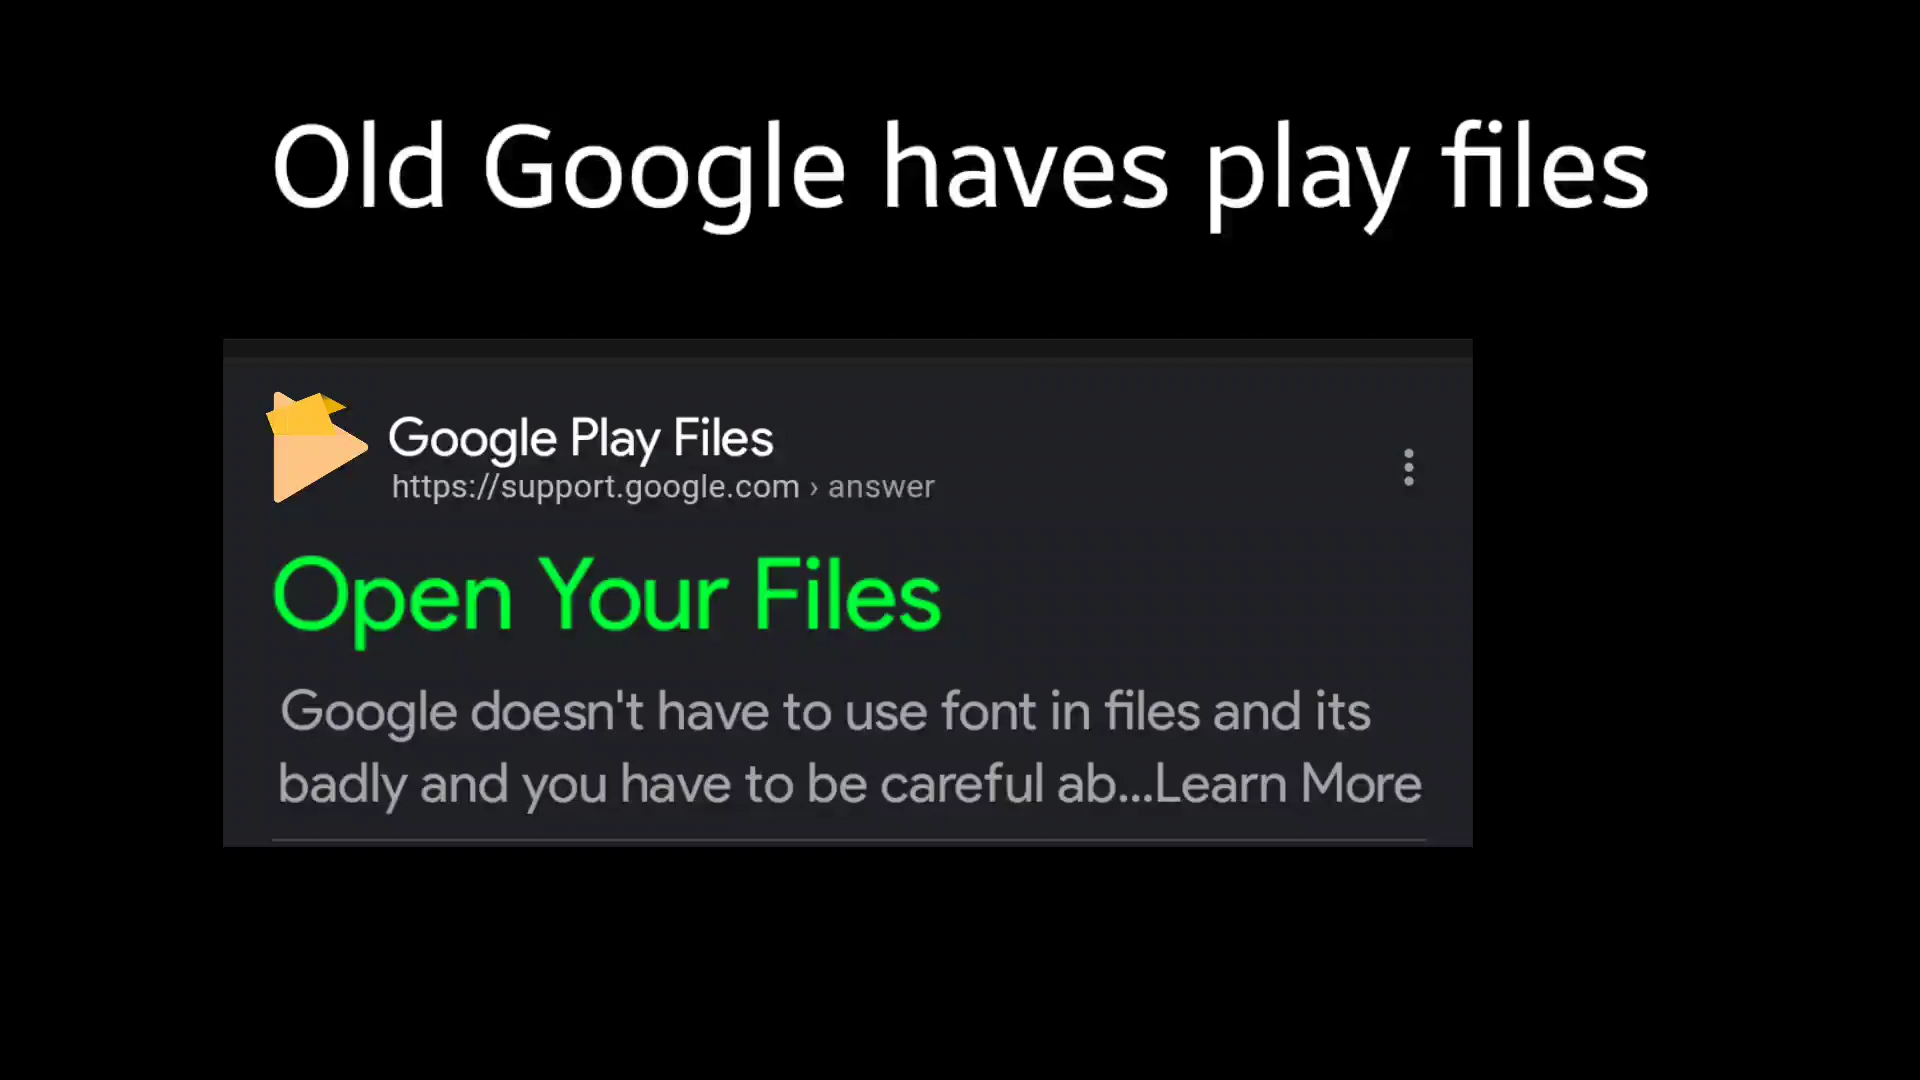 Old Google haves play files
Google Play Files
https://support.google.com › answer
Open Your Files
Google doesn't have to use font in files and its
badly and you have to be careful ab...Learn More